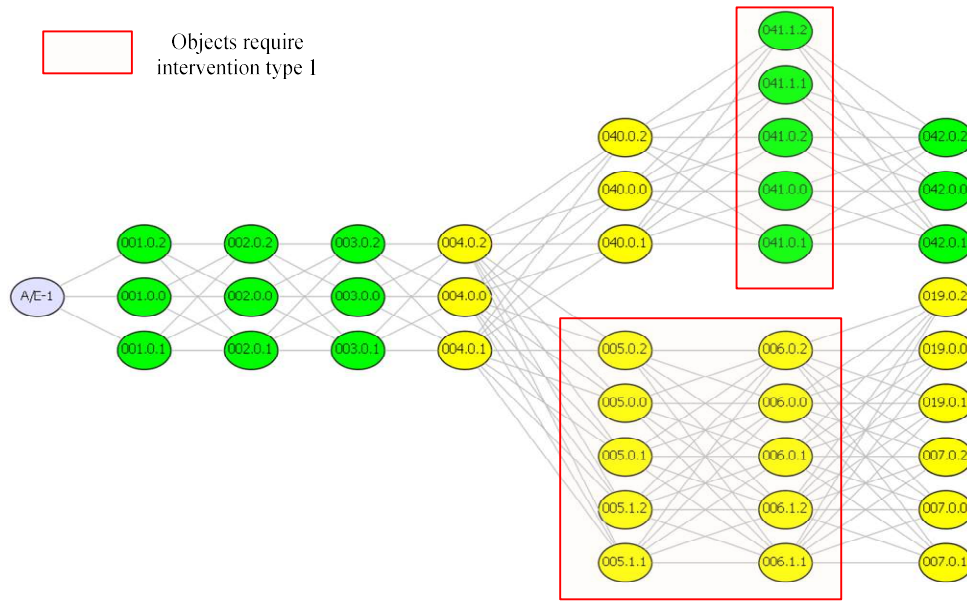 Objects require
intervention type 1
041.1.2
041.1.1
040.0.2 041.0.2 042.0.2
040.0.0 041.0.0 042.0.0
001.0.2 002.0.2 003.0.2 004.0.2 040.0.1 041.0.1 042.0.1
A/E-1 001.0.0 002.0.0 003.0.0 004.0.0 019.0.2
001.0.1 002.0.1 003.0.1 004.0.1 005.0.2 006.0.2 019.0.0
005.0.0 006.0.0 019.0.1
005.0.1 006.0.1 007.0.2
005.1.2 006.1.2 007.0.0
005.1.1 006.1.1 007.0.1